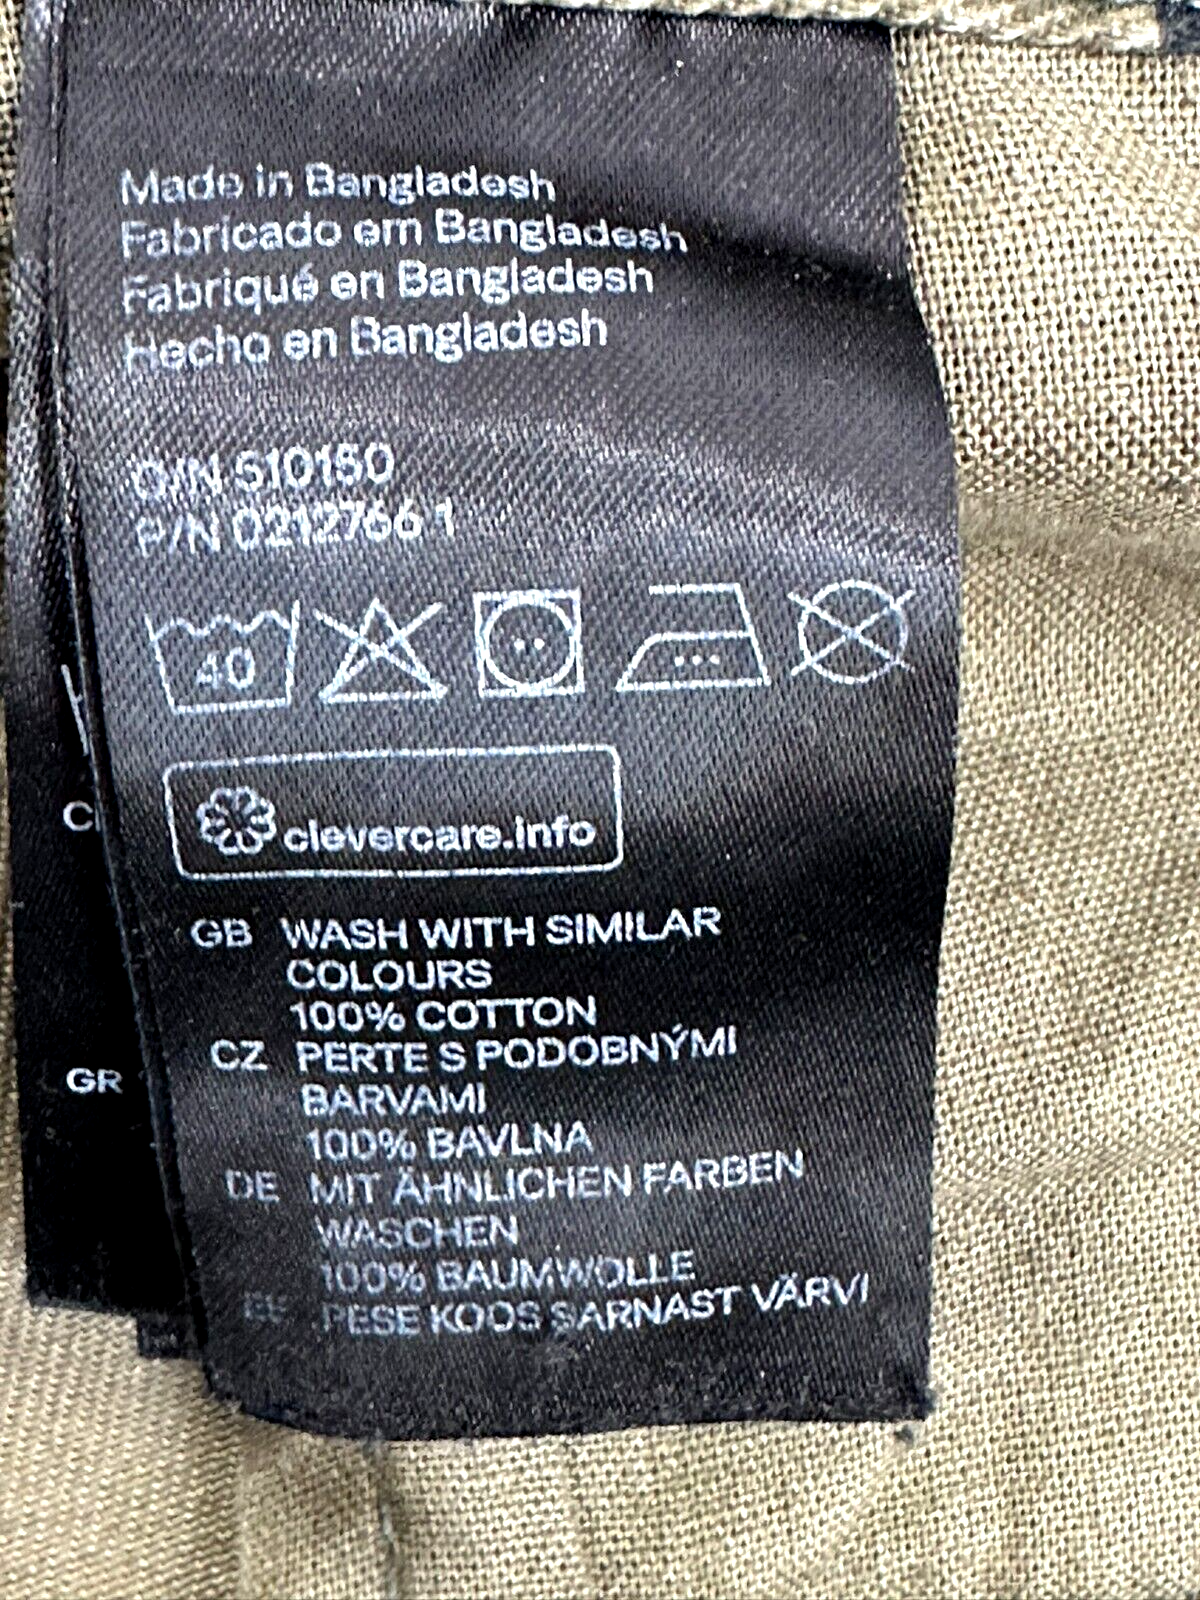 Made in Bangladesh
Fabricado em Bangladesh
Fabriqué en Bangladesh
Hecho en Bangladesh
O/N 510150
P/N 0212766 1
40
clevercare.info
GB WASH WITH SIMILAR
COLOURS
100% COTTON
CZ PERTE S PODOBNÝMI
BARVAMI
100% BAVLNA
DE MIT ÄHNLICHEN FARBEN
WASCHEN
100% BAUMWOLLE
EE PESE KOOS SARNAST VÄRVI
GR